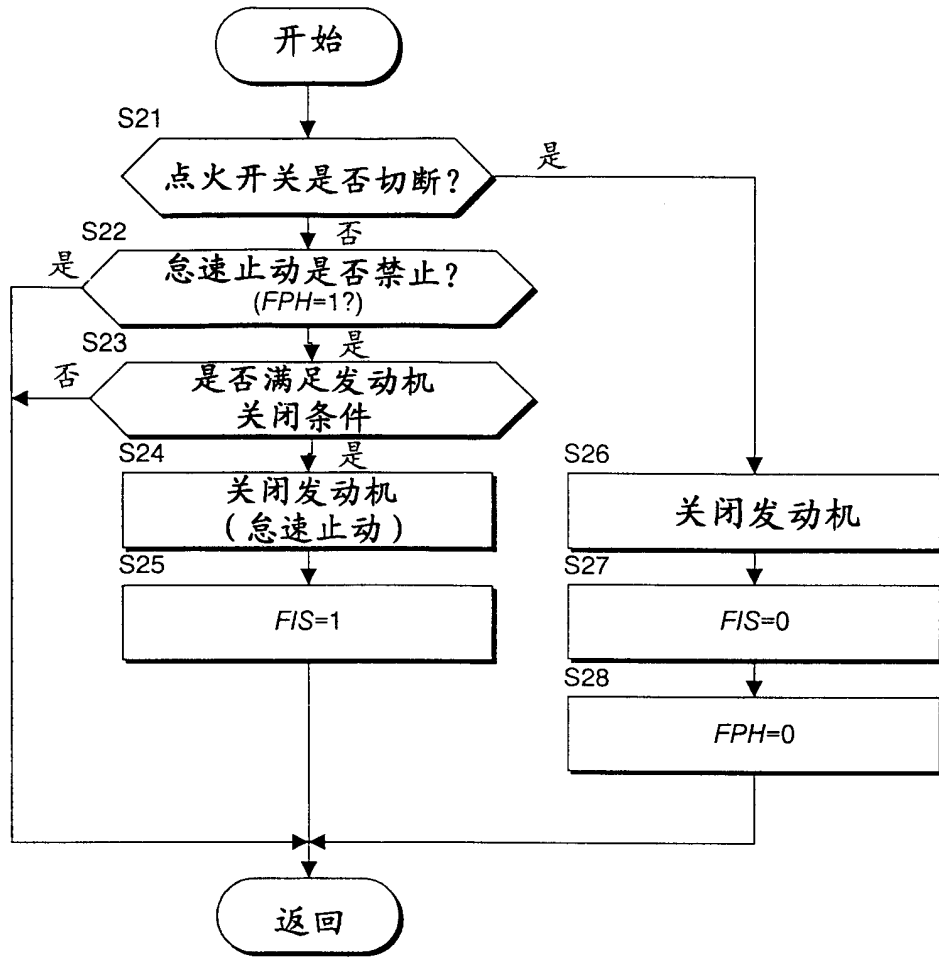 开始
S21
点火开关是否切断?
是
否
S22
是
怠速止动是否禁止?
(FPH=1?)
是
S23
否
是否满足发动机
关闭条件
是
S24
关闭发动机
(怠速止动)
S25
FIS=1
S26
关闭发动机
S27
FIS=0
S28
FPH=0
返回